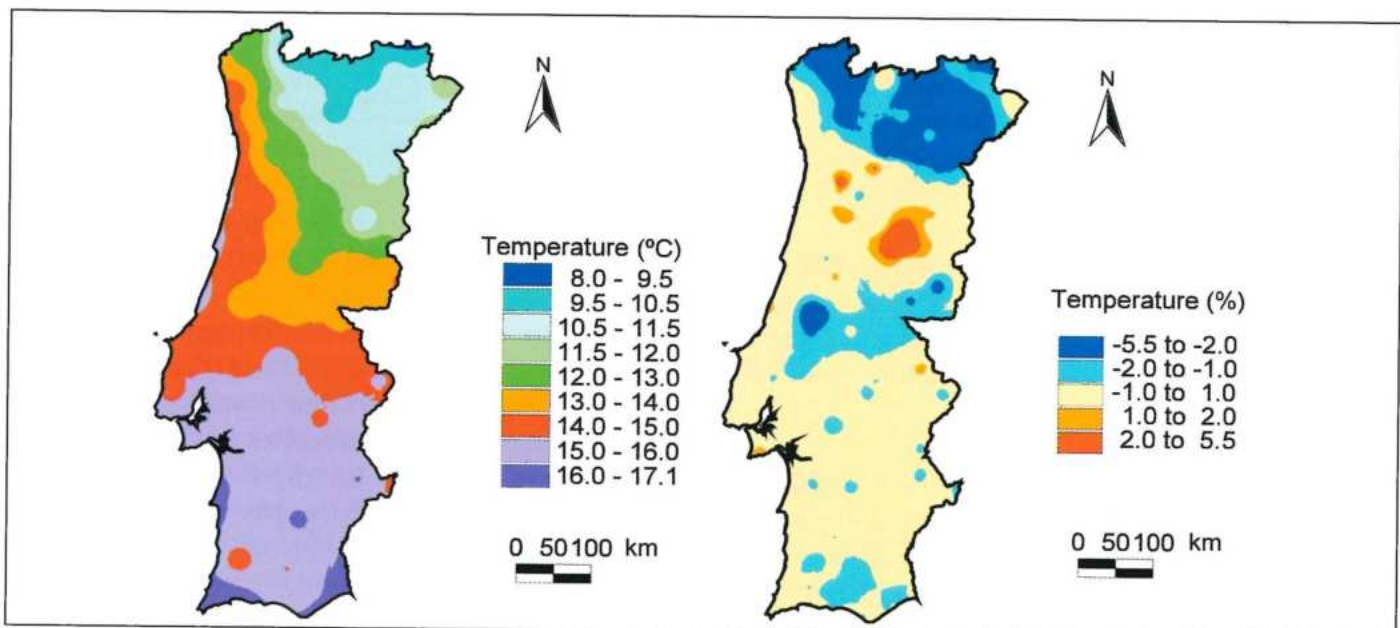 N
Temperature (ºC)
8.0 - 9.5
9.5 - 10.5
10.5 - 11.5
11.5 - 12.0
12.0 - 13.0
13.0 - 14.0
14.0 - 15.0
15.0 - 16.0
16.0 - 17.1
0 50100 km
N
Temperature (%)
-5.5 to -2.0
-2.0 to -1.0
-1.0 to 1.0
1.0 to 2.0
2.0 to 5.5
0 50100 km